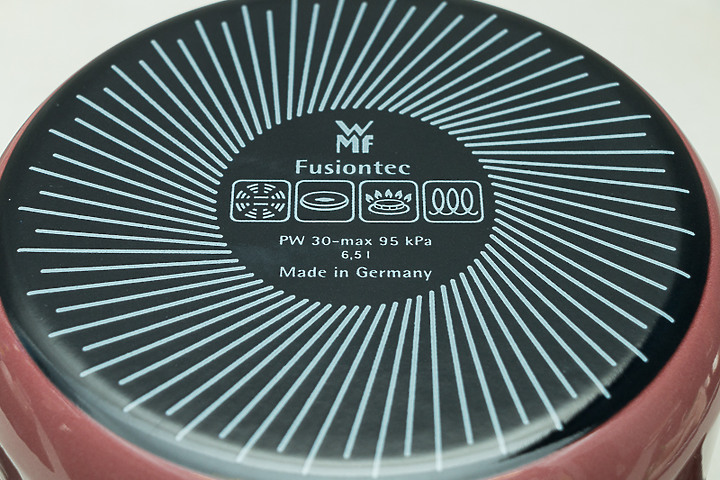 WMF
Fusiontec
PW 30-max 95 kPa
6,5 l
Made in Germany